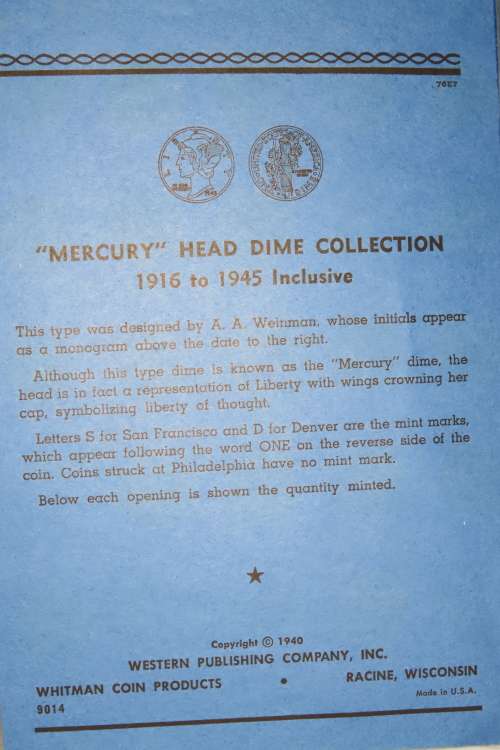 76E7
"MERCURY" HEAD DIME COLLECTION
1916 to 1945 Inclusive
This type was designed by A. A. Weinman, whose initials appear
as a monogram above the date to the right.
Although this type dime is known as the "Mercury" dime, the
head is in fact a representation of Liberty with wings crowning her
cap, symbolizing liberty of thought.
Letters S for San Francisco and D for Denver are the mint marks,
which appear following the word ONE on the reverse side of the
coin. Coins struck at Philadelphia have no mint mark.
Below each opening is shown the quantity minted.
Copyright © 1940
WESTERN PUBLISHING COMPANY, INC.
WHITMAN COIN PRODUCTS • RACINE, WISCONSIN
9014 Made in U.S.A.